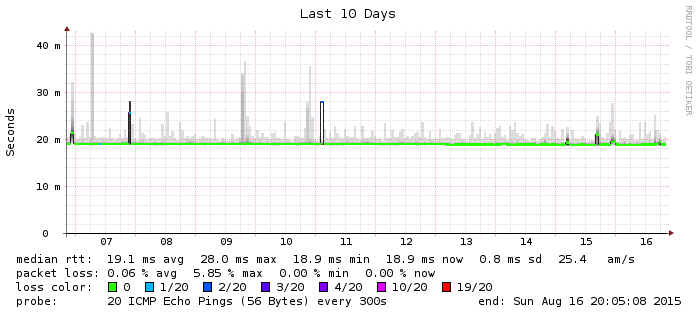 Last 10 Days
RRDTOOL / TOBI OETIKER
Seconds
40 m
30 m
20 m
10 m
0
07 08 09 10 11 12 13 14 15 16
median rtt: 19.1 ms avg 28.0 ms max 18.9 ms min 18.9 ms now 0.8 ms sd 25.4 am/s
packet loss: 0.06 % avg 5.85 % max 0.00 % min 0.00 % now
loss color: 0 1/20 2/20 3/20 4/20 10/20 19/20
probe: 20 ICMP Echo Pings (56 Bytes) every 300s end: Sun Aug 16 20:05:08 2015